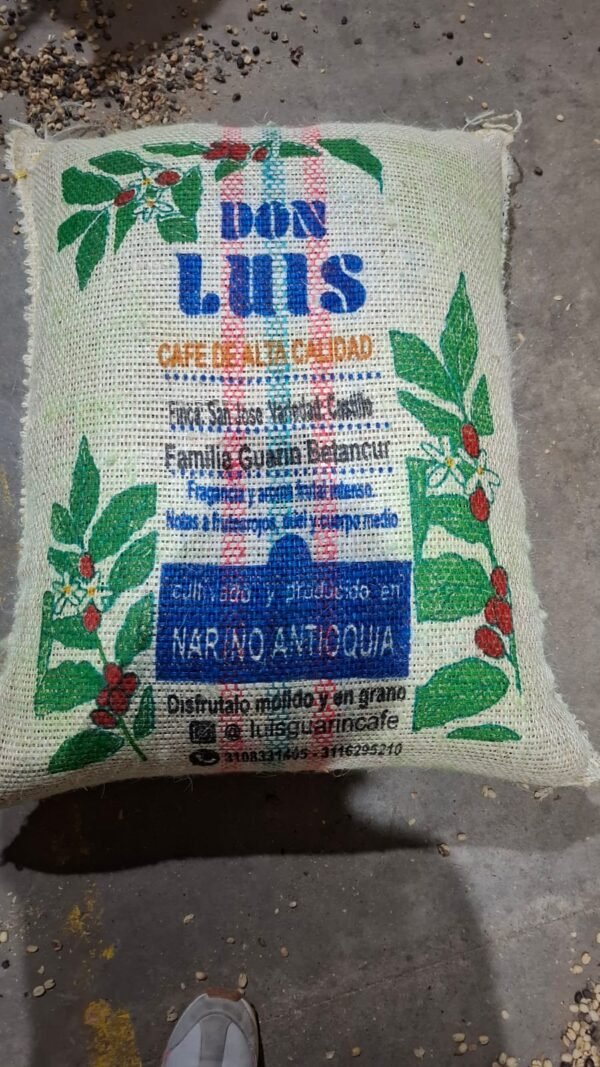 DON
LUIS
CAFE DE ALTA CALIDAD
Finca, San Jose, Variedad: Castillo
Familia Guarin Betancur
Fragancia y aroma frutal intenso.
Notas a frutos rojos, miel y cuerpo medio
cultivado y producido en
NARIÑO ANTIOQUIA
Disfrutalo molido y en grano
@ luisguarincafe
3108331405 - 3116295210